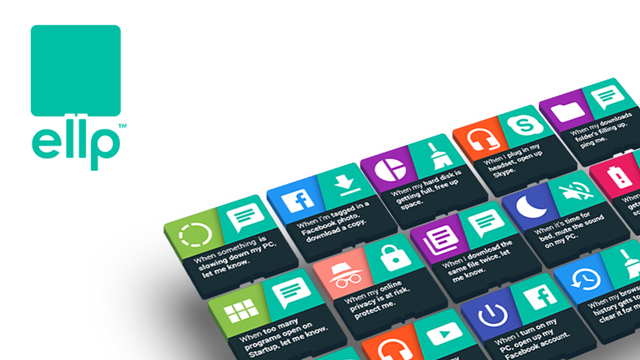 ellp™
When my downloads
folder's filling up,
ping me.
When I plug in my
headset, open up
Skype.
When my hard disk is
getting full, free up
space.
When I'm tagged in a
Facebook photo,
download a copy.
When something is
slowing down my PC,
let me know.
When it's time for
bed, mute the sound
on my PC.
When I download the
same file twice, let
me know.
When my online
privacy is at risk,
protect me.
When too many
programs open on
Startup, let me know.
When my
history gets
clear it for
When I turn on
my PC, open up my
Facebook account.